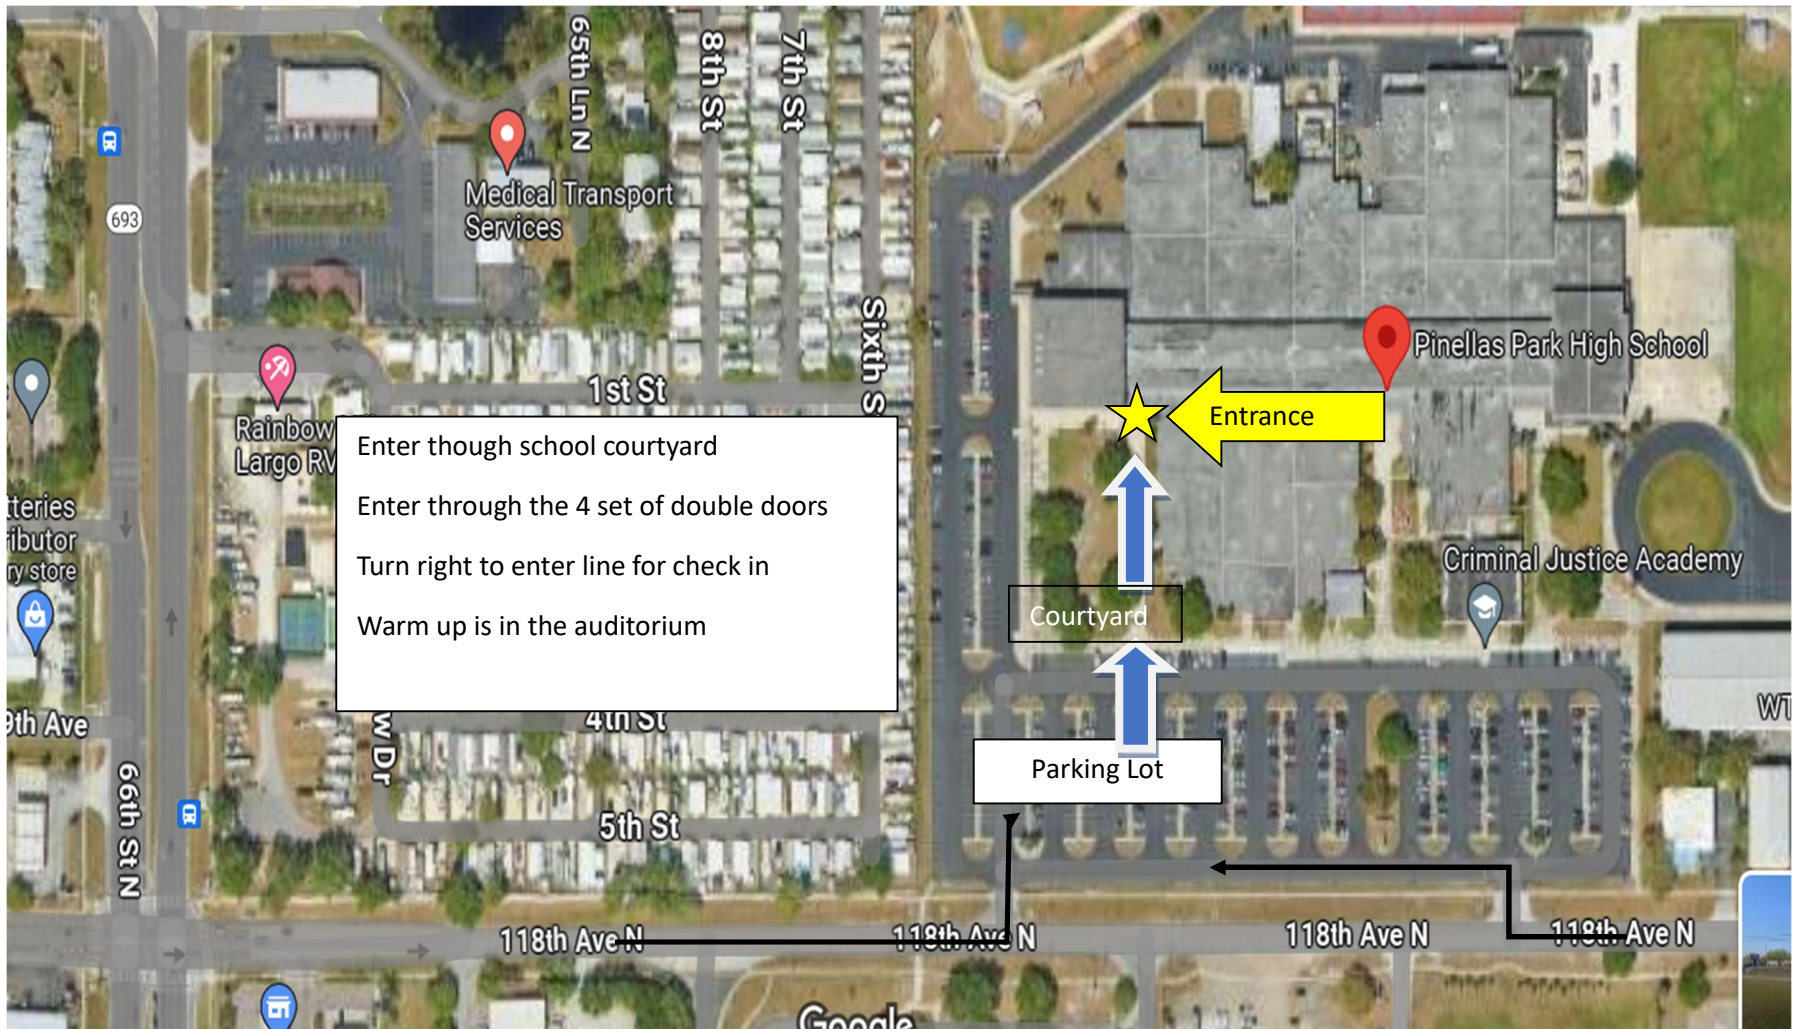 65th Ln N
8th St
7th St
693
Medical Transport
Services
Sixth S
1st St
Pinellas Park High School
Rainbow
Largo RV
Entrance
Enter though school courtyard
Enter through the 4 set of double doors
Turn right to enter line for check in
Warm up is in the auditorium
tteries
ributor
ry store
Criminal Justice Academy
Courtyard
9th Ave
4th St
w Dr
WT
Parking Lot
66th St N
5th St
118th Ave N
118th Ave N
118th Ave N
118th Ave N
Google